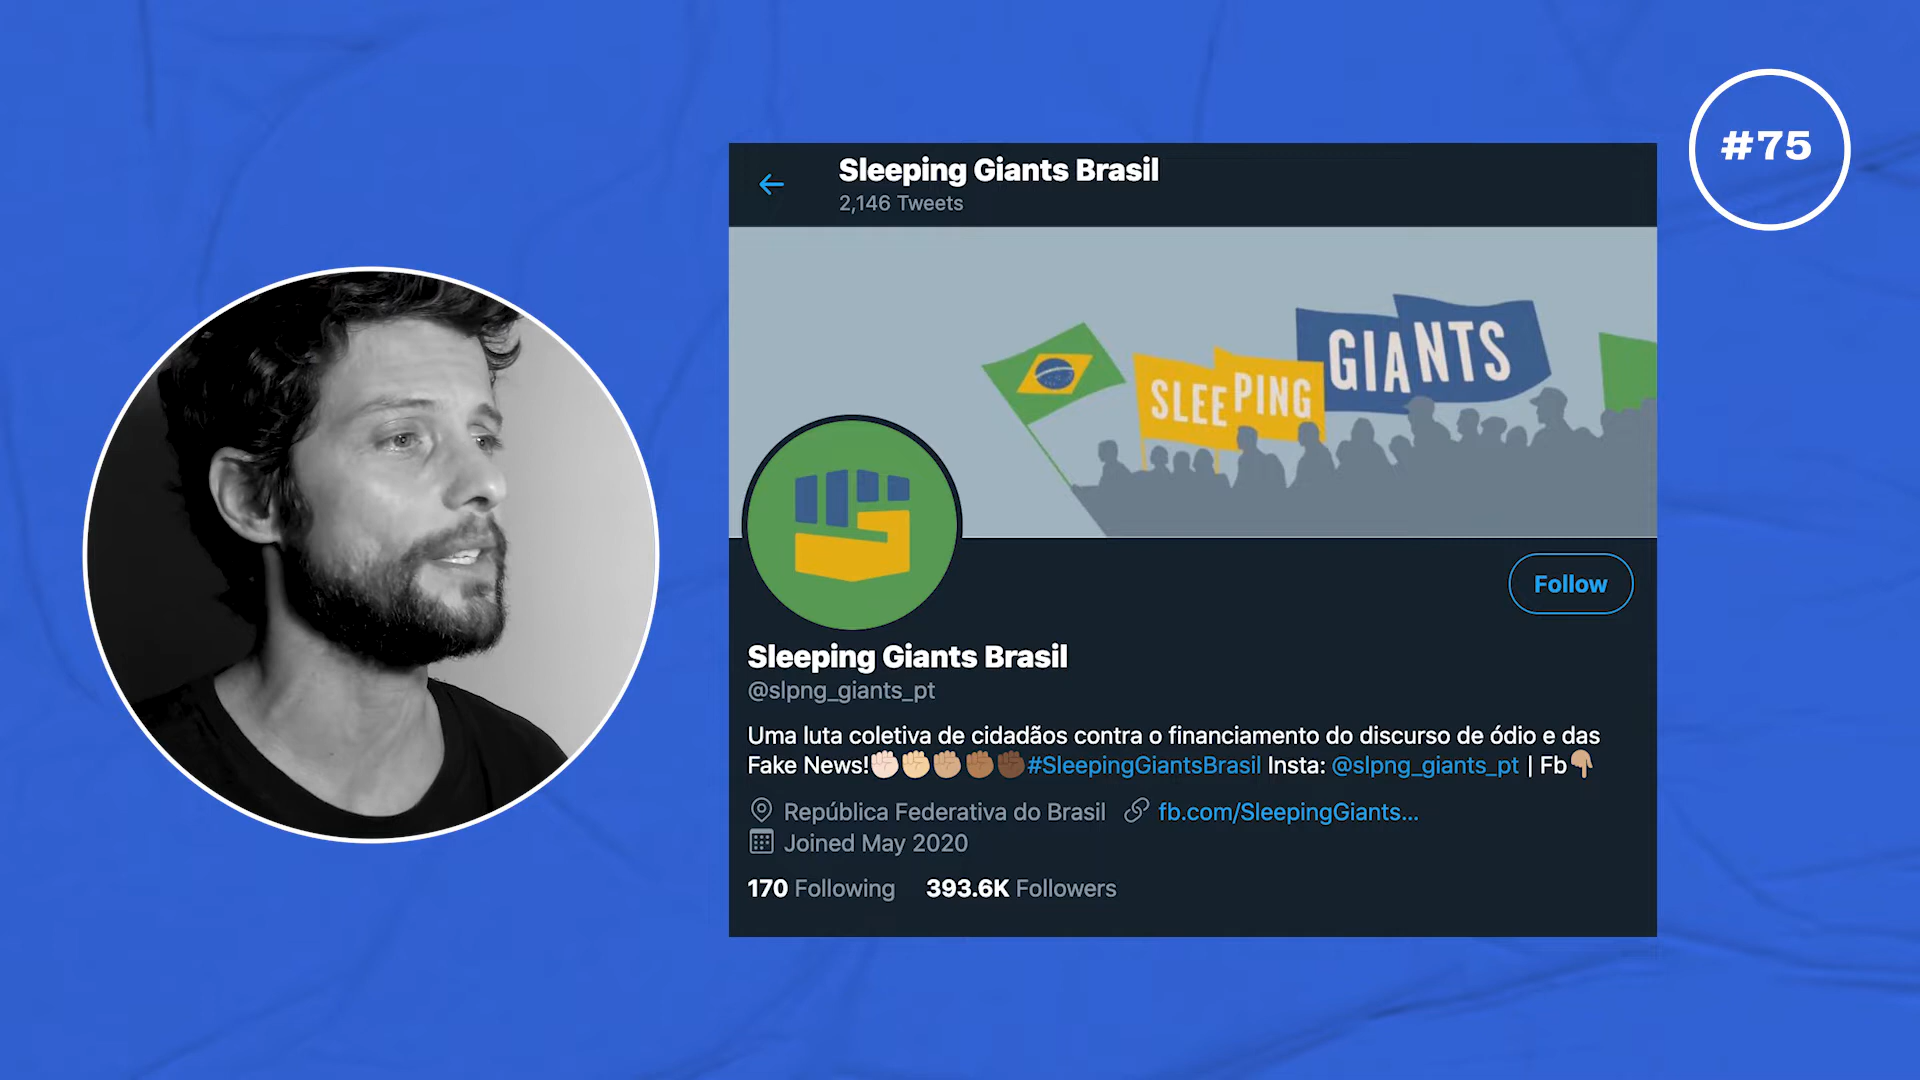 #75
Sleeping Giants Brasil
2,146 Tweets
SLEEPING
GIANTS
Follow
Sleeping Giants Brasil
@slpng_giants_pt
Uma luta coletiva de cidadãos contra o financiamento do discurso de ódio e das
Fake News!✊🏻✊🏼✊🏽✊🏾✊🏿#SleepingGiantsBrasil Insta: @slpng_giants_pt | Fb👇🏽
República Federativa do Brasil fb.com/SleepingGiants...
Joined May 2020
170 Following 393.6K Followers